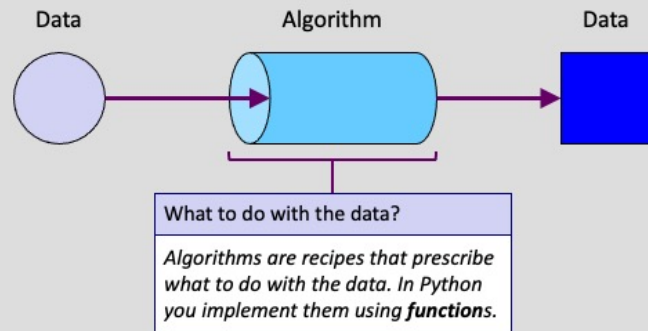 Data
Algorithm
Data
What to do with the data?
Algorithms are recipes that prescribe
what to do with the data. In Python
you implement them using functions.